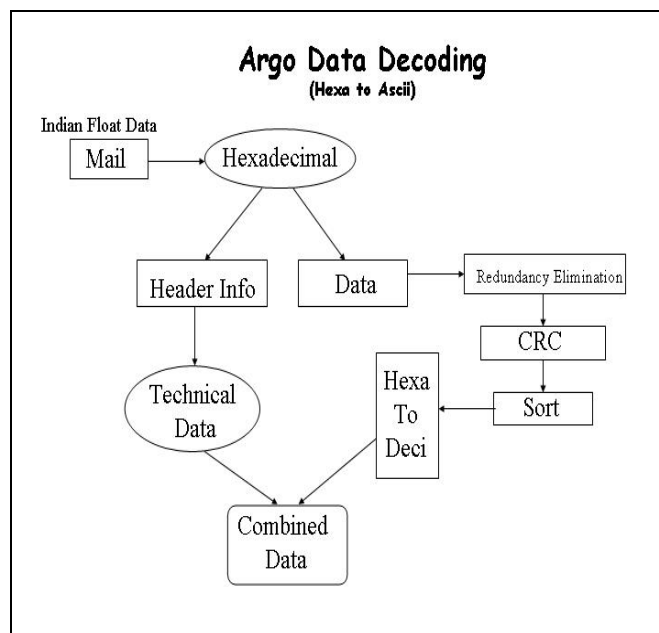 Argo Data Decoding
(Hexa to Ascii)
Indian Float Data
Mail
Hexadecimal
Header Info
Data
Redundancy Elimination
CRC
Sort
Hexa
To
Deci
Technical
Data
Combined
Data